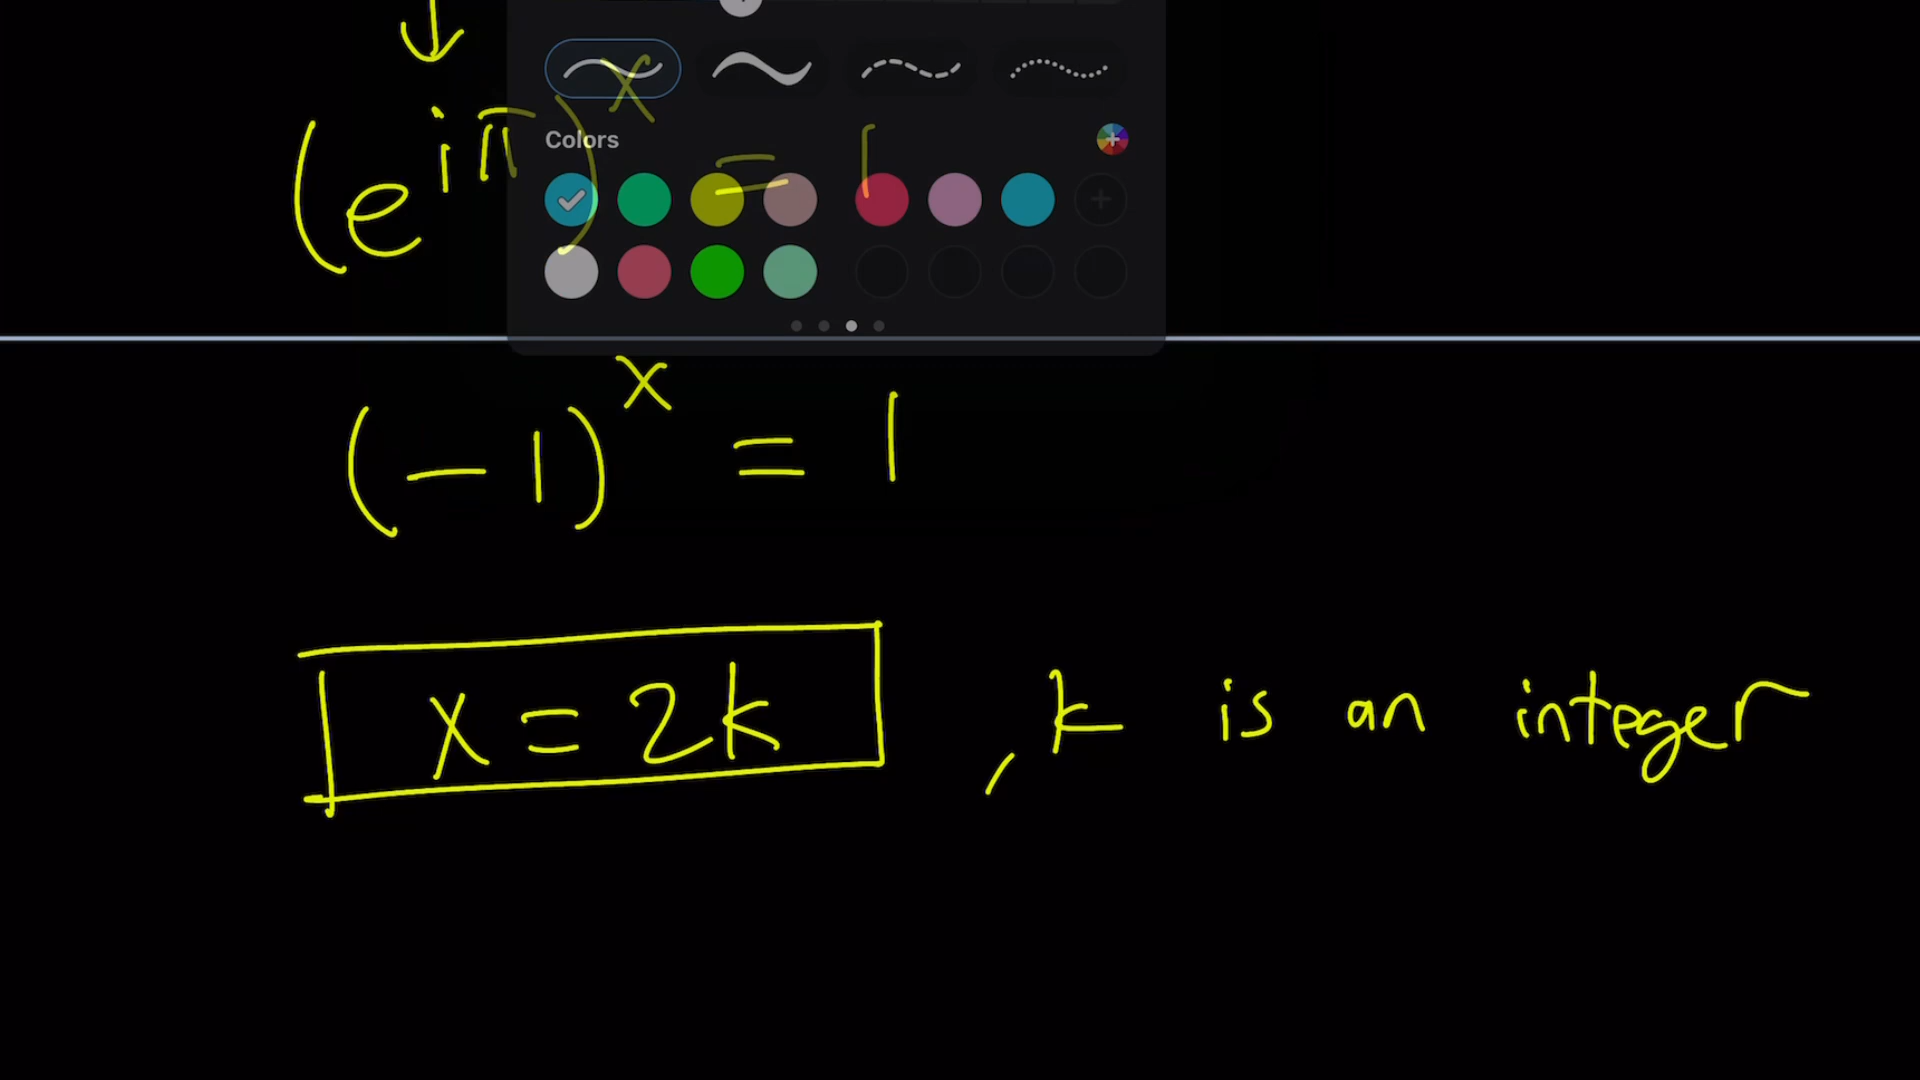 (e^{iπ})^x = 1
Colors
(-1)^x = 1
x = 2k , k is an integer